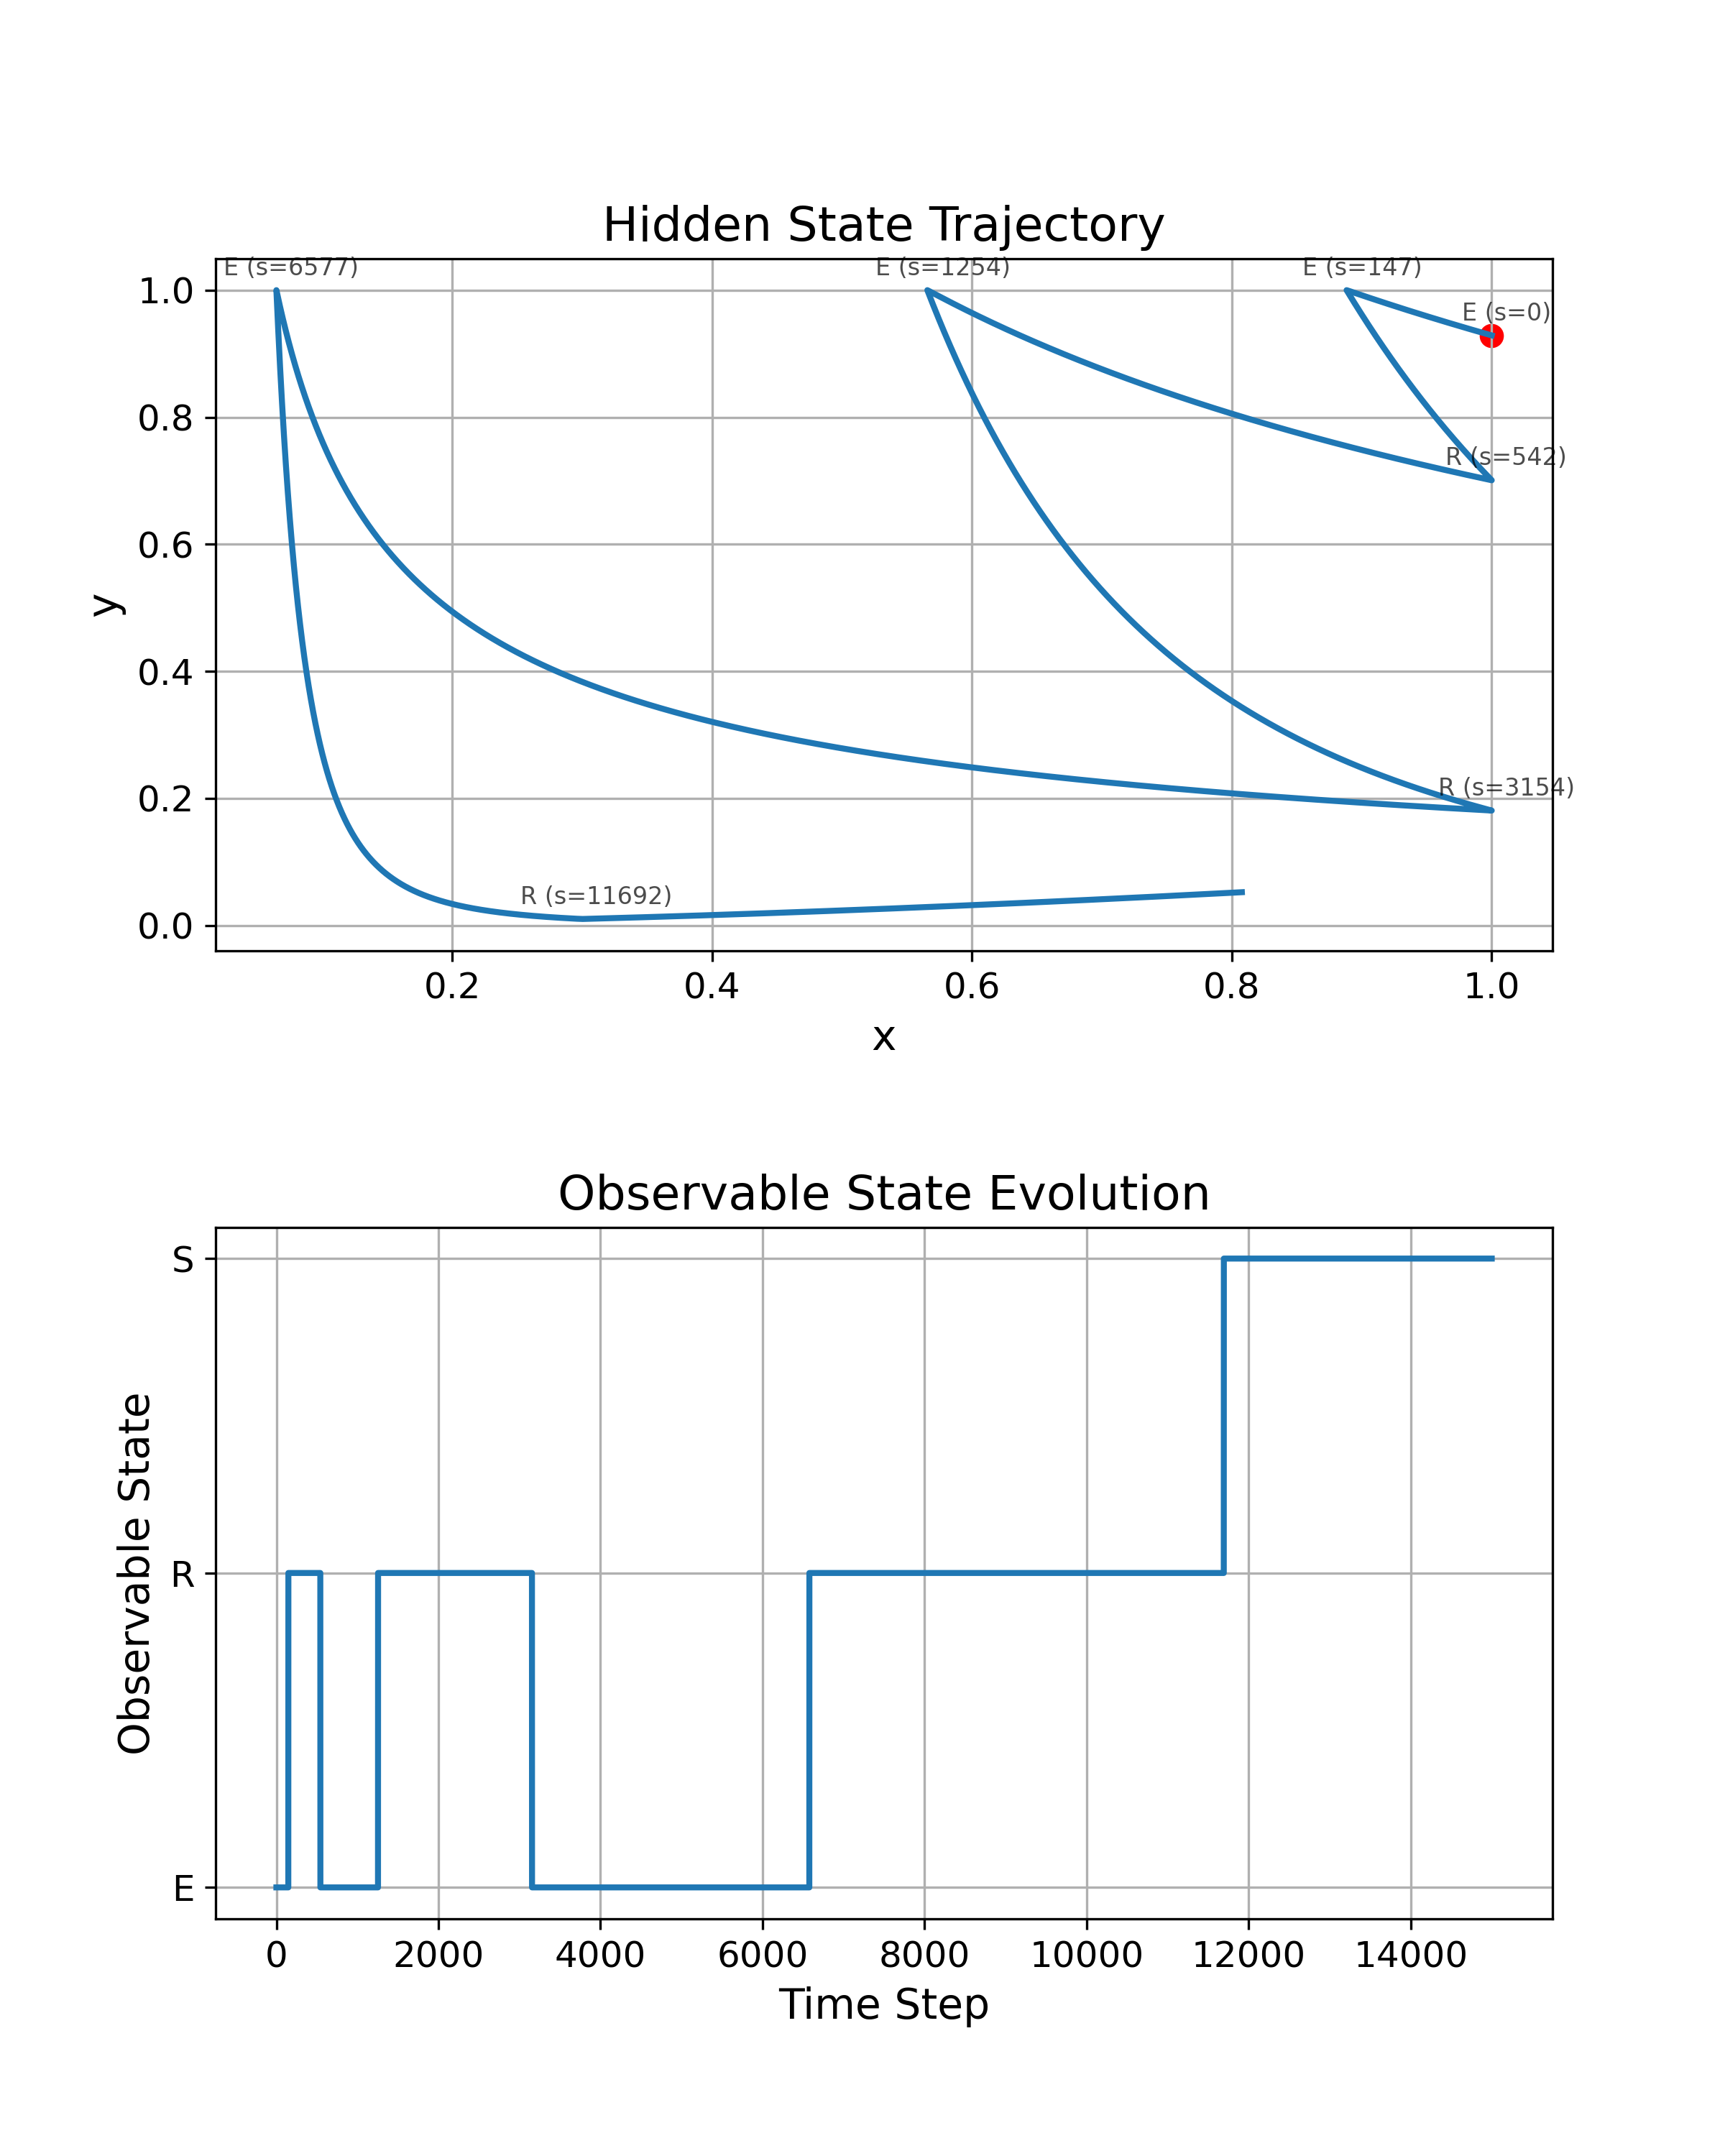 Hidden State Trajectory
E (s=6577)
E (s=1254)
E (s=147)
E (s=0)
R (s=542)
R (s=3154)
R (s=11692)
1.0
0.8
0.6
0.4
0.2
0.0
y
0.2 0.4 0.6 0.8 1.0
x
Observable State Evolution
S
R
E
Observable State
0 2000 4000 6000 8000 10000 12000 14000
Time Step